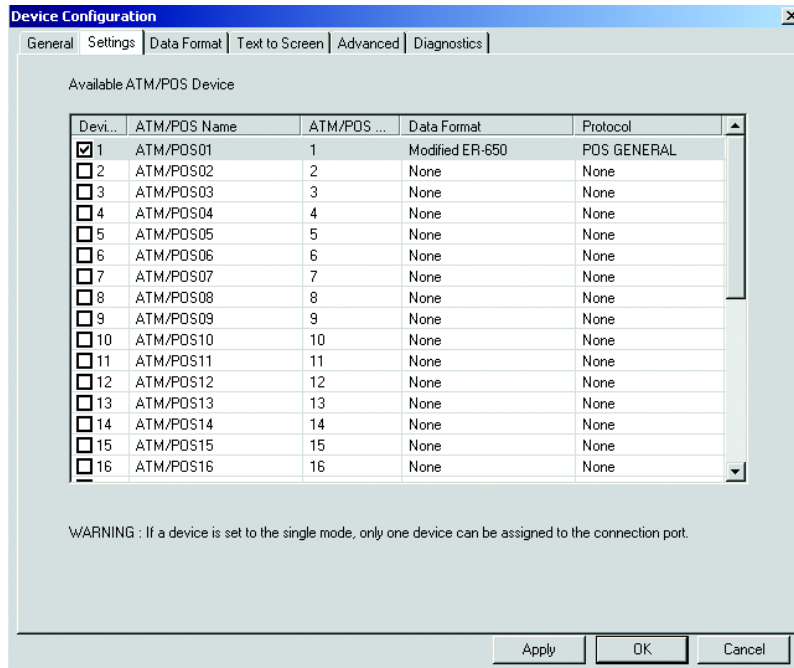 Device Configuration
General Settings Data Format Text to Screen Advanced Diagnostics
Available ATM/POS Device
Devi... ATM/POS Name ATM/POS ... Data Format Protocol
1 ATM/POS01 1 Modified ER-650 POS GENERAL
2 ATM/POS02 2 None None
3 ATM/POS03 3 None None
4 ATM/POS04 4 None None
5 ATM/POS05 5 None None
6 ATM/POS06 6 None None
7 ATM/POS07 7 None None
8 ATM/POS08 8 None None
9 ATM/POS09 9 None None
10 ATM/POS10 10 None None
11 ATM/POS11 11 None None
12 ATM/POS12 12 None None
13 ATM/POS13 13 None None
14 ATM/POS14 14 None None
15 ATM/POS15 15 None None
16 ATM/POS16 16 None None
WARNING : If a device is set to the single mode, only one device can be assigned to the connection port.
Apply OK Cancel